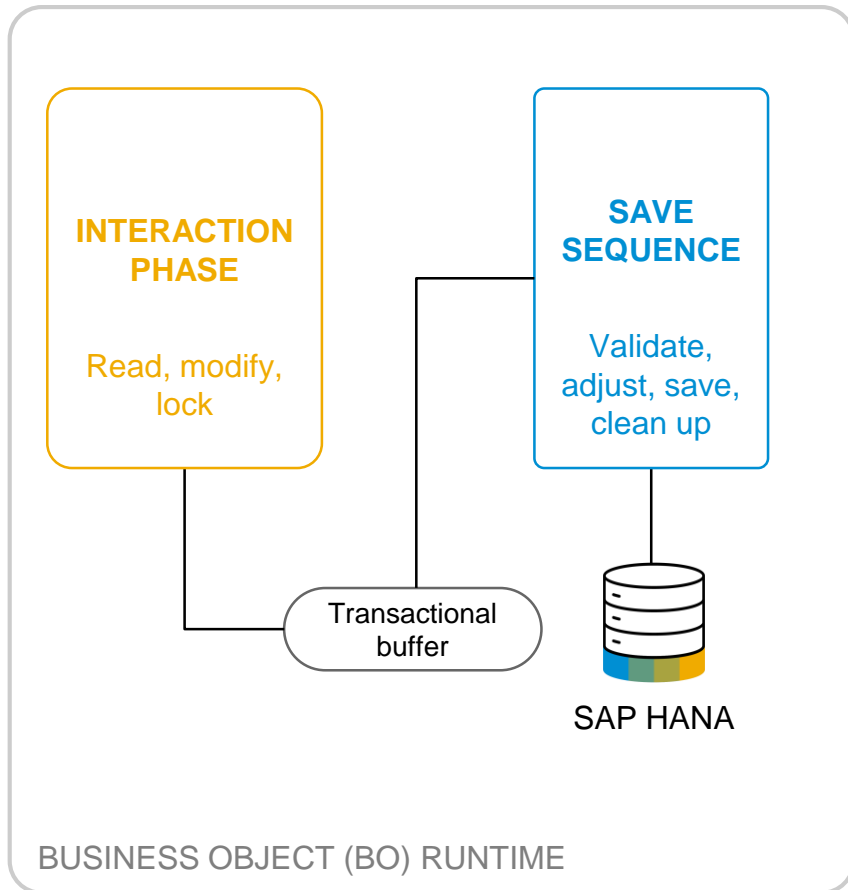 INTERACTION
PHASE
Read, modify,
lock
SAVE
SEQUENCE
Validate,
adjust, save,
clean up
Transactional
buffer
SAP HANA
BUSINESS OBJECT (BO) RUNTIME